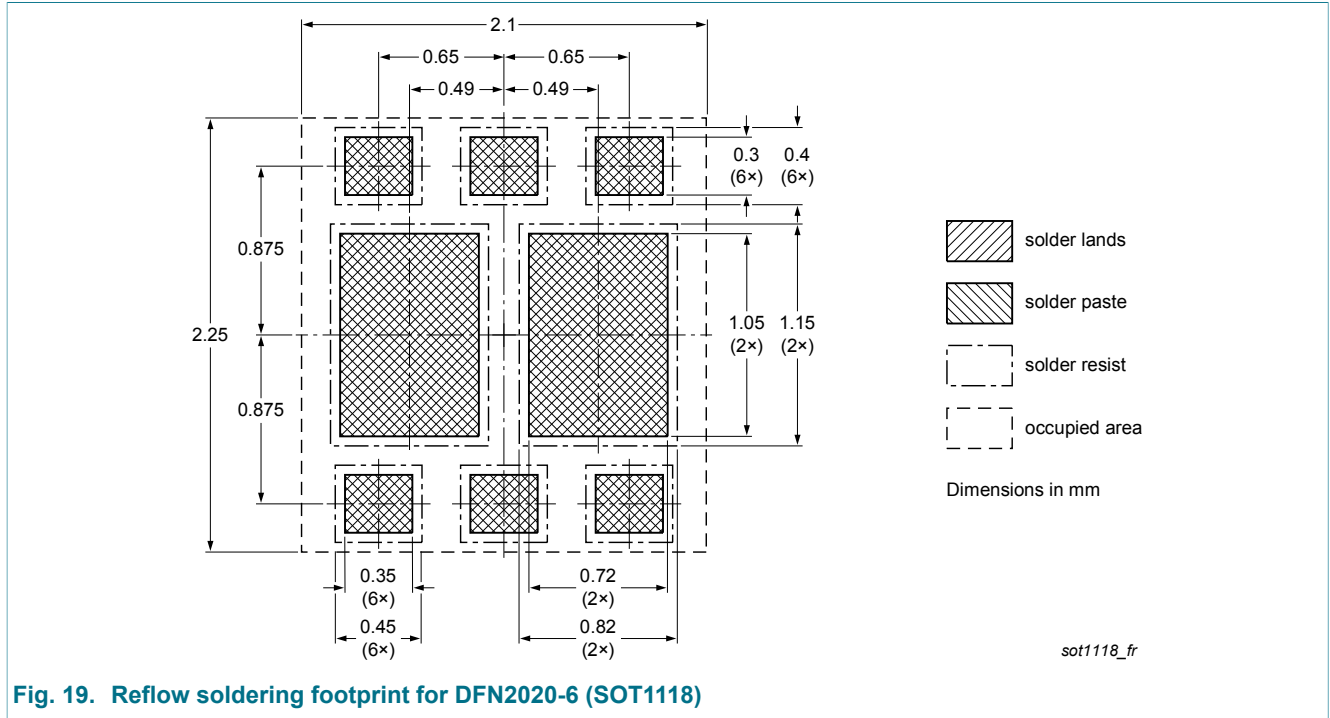 2.1
0.65 0.65
0.49 0.49
0.3 0.4
(6×) (6×)
0.875
solder lands
solder paste
2.25
1.05 1.15
(2×) (2×)
solder resist
0.875
occupied area
Dimensions in mm
0.35 0.72
(6×) (2×)
0.45 0.82
(6×) (2×)
sot1118_fr
Fig. 19. Reflow soldering footprint for DFN2020-6 (SOT1118)